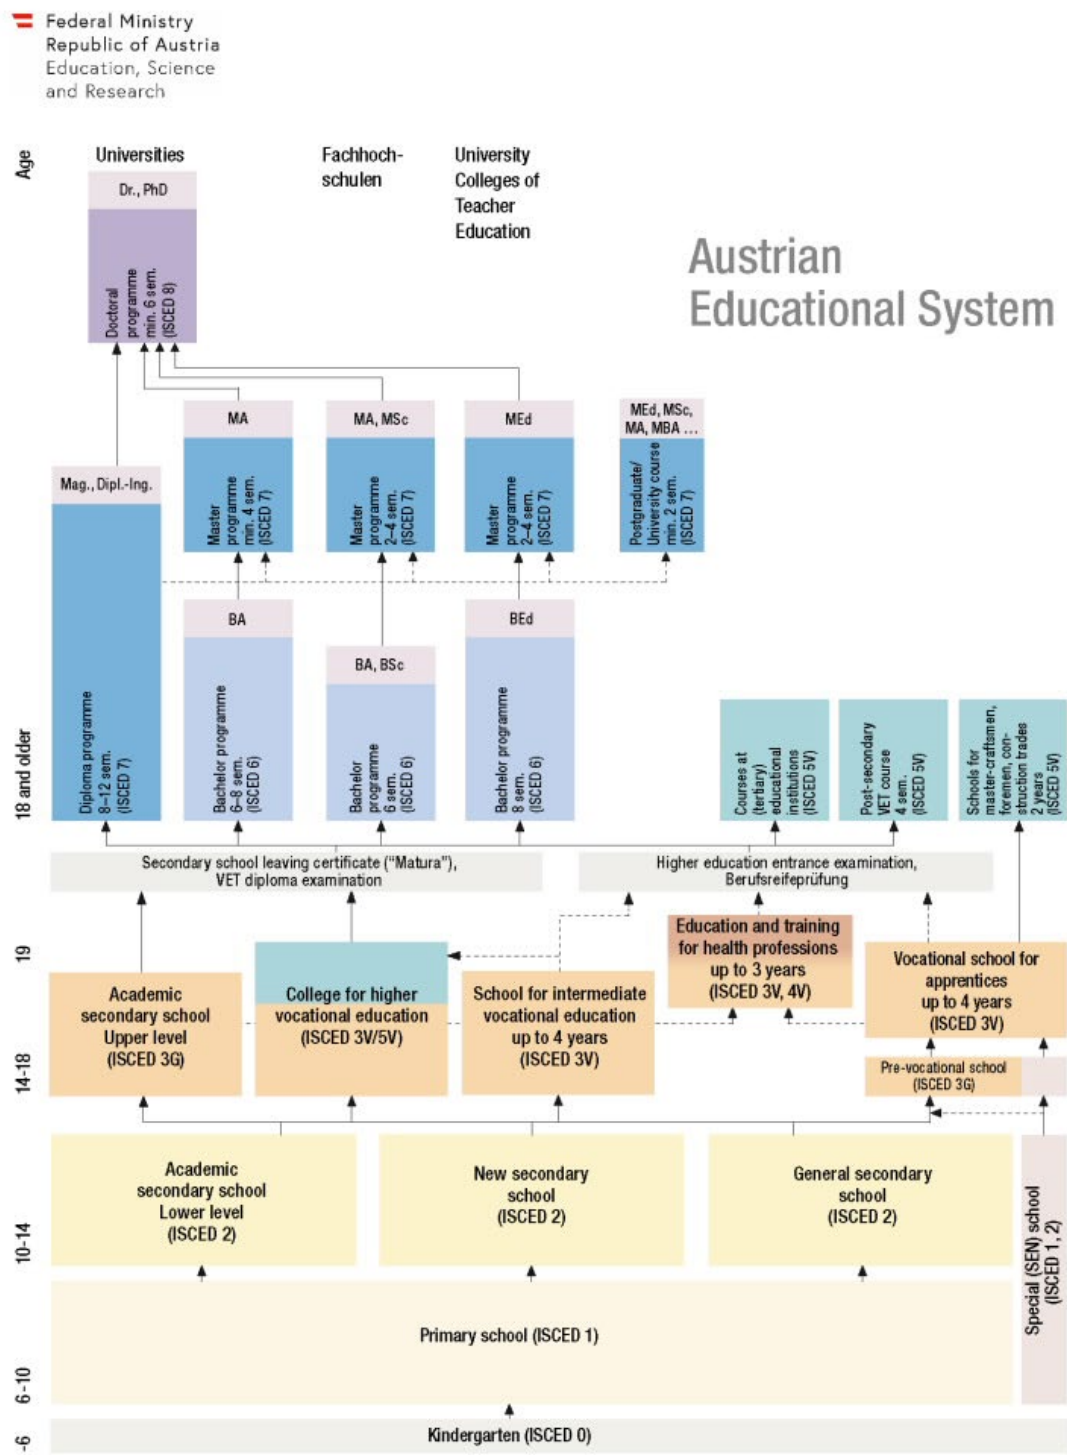 Federal Ministry
Republic of Austria
Education, Science
and Research
Age
Universities
Fachhoch-
schulen
University
Colleges of
Teacher
Education
Austrian
Educational System
Dr., PhD
Doctoral
programme
min. 6 sem.
(ISCED 8)
MA
MA, MSc
MEd
MEd, MSc,
MA, MBA ...
Mag., Dipl.-Ing.
Master
programme
min. 4 sem.
(ISCED 7)
Master
programme
2–4 sem.
(ISCED 7)
Master
programme
2–4 sem.
(ISCED 7)
Postgraduate/
University course
min. 2 sem.
(ISCED 7)
BA
BA, BSc
BEd
18 and older
Diploma programme
8–12 sem.
(ISCED 7)
Bachelor programme
6–8 sem.
(ISCED 6)
Bachelor
programme
6 sem.
(ISCED 6)
Bachelor programme
8 sem.
(ISCED 6)
Courses at
(tertiary)
educational
institutions
(ISCED 5V)
Post-secondary
VET course
4 sem.
(ISCED 5V)
Schools for
master-craftsmen,
foremen, con-
struction trades
2 years
(ISCED 5V)
Secondary school leaving certificate (“Matura”),
VET diploma examination
Higher education entrance examination,
Berufsreifeprüfung
19
Education and training
for health professions
up to 3 years
(ISCED 3V, 4V)
Vocational school for
apprentices
up to 4 years
(ISCED 3V)
14-18
Academic
secondary school
Upper level
(ISCED 3G)
College for higher
vocational education
(ISCED 3V/5V)
School for intermediate
vocational education
up to 4 years
(ISCED 3V)
Pre-vocational school
(ISCED 3G)
10-14
Academic
secondary school
Lower level
(ISCED 2)
New secondary
school
(ISCED 2)
General secondary
school
(ISCED 2)
Special (SEN) school
(ISCED 1, 2)
6-10
Primary school (ISCED 1)
-6
Kindergarten (ISCED 0)